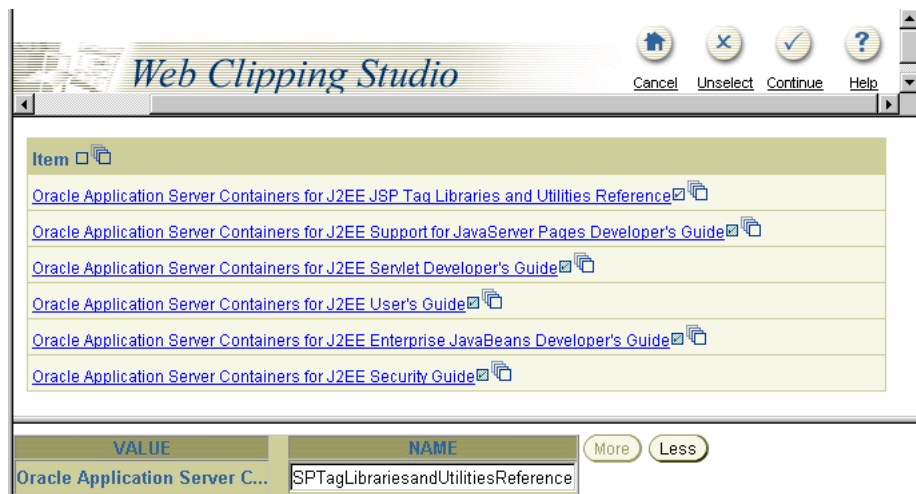 Web Clipping Studio
Cancel Unselect Continue Help
Item
Oracle Application Server Containers for J2EE JSP Tag Libraries and Utilities Reference
Oracle Application Server Containers for J2EE Support for JavaServer Pages Developer's Guide
Oracle Application Server Containers for J2EE Servlet Developer's Guide
Oracle Application Server Containers for J2EE User's Guide
Oracle Application Server Containers for J2EE Enterprise JavaBeans Developer's Guide
Oracle Application Server Containers for J2EE Security Guide
VALUE NAME More Less
Oracle Application Server C... SPTagLibrariesandUtilitiesReference